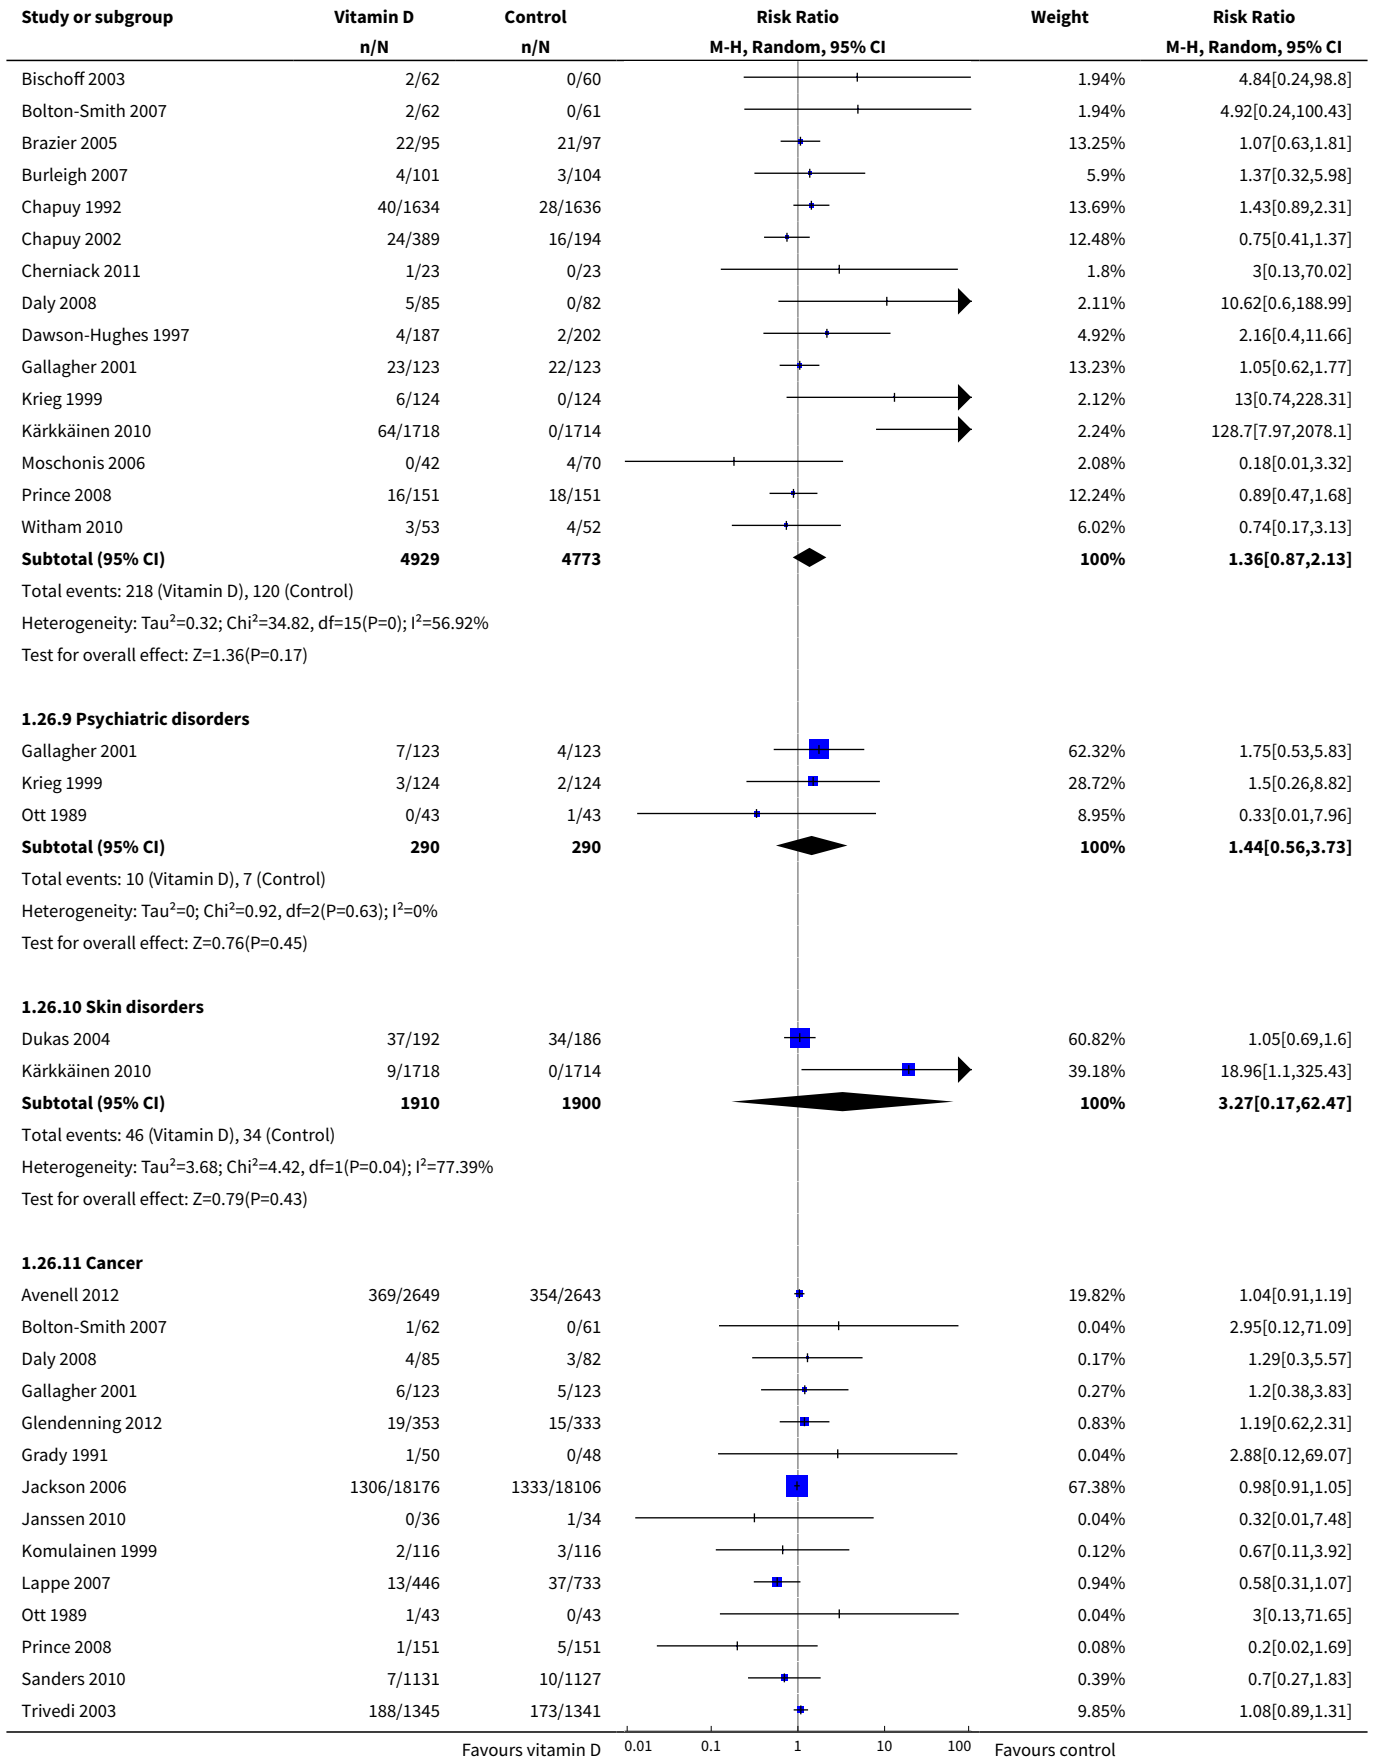 Study or subgroup Vitamin D Control Risk Ratio Weight Risk Ratio
n/N n/N M-H, Random, 95% CI M-H, Random, 95% CI
Bischoff 2003 2/62 0/60 1.94% 4.84[0.24,98.8]
Bolton-Smith 2007 2/62 0/61 1.94% 4.92[0.24,100.43]
Brazier 2005 22/95 21/97 13.25% 1.07[0.63,1.81]
Burleigh 2007 4/101 3/104 5.9% 1.37[0.32,5.98]
Chapuy 1992 40/1634 28/1636 13.69% 1.43[0.89,2.31]
Chapuy 2002 24/389 16/194 12.48% 0.75[0.41,1.37]
Cherniack 2011 1/23 0/23 1.8% 3[0.13,70.02]
Daly 2008 5/85 0/82 2.11% 10.62[0.6,188.99]
Dawson-Hughes 1997 4/187 2/202 4.92% 2.16[0.4,11.66]
Gallagher 2001 23/123 22/123 13.23% 1.05[0.62,1.77]
Krieg 1999 6/124 0/124 2.12% 13[0.74,228.31]
Kärkkäinen 2010 64/1718 0/1714 2.24% 128.7[7.97,2078.1]
Moschonis 2006 0/42 4/70 2.08% 0.18[0.01,3.32]
Prince 2008 16/151 18/151 12.24% 0.89[0.47,1.68]
Witham 2010 3/53 4/52 6.02% 0.74[0.17,3.13]
Subtotal (95% CI) 4929 4773 100% 1.36[0.87,2.13]
Total events: 218 (Vitamin D), 120 (Control)
Heterogeneity: Tau²=0.32; Chi²=34.82, df=15(P=0); I²=56.92%
Test for overall effect: Z=1.36(P=0.17)
1.26.9 Psychiatric disorders
Gallagher 2001 7/123 4/123 62.32% 1.75[0.53,5.83]
Krieg 1999 3/124 2/124 28.72% 1.5[0.26,8.82]
Ott 1989 0/43 1/43 8.95% 0.33[0.01,7.96]
Subtotal (95% CI) 290 290 100% 1.44[0.56,3.73]
Total events: 10 (Vitamin D), 7 (Control)
Heterogeneity: Tau²=0; Chi²=0.92, df=2(P=0.63); I²=0%
Test for overall effect: Z=0.76(P=0.45)
1.26.10 Skin disorders
Dukas 2004 37/192 34/186 60.82% 1.05[0.69,1.6]
Kärkkäinen 2010 9/1718 0/1714 39.18% 18.96[1.1,325.43]
Subtotal (95% CI) 1910 1900 100% 3.27[0.17,62.47]
Total events: 46 (Vitamin D), 34 (Control)
Heterogeneity: Tau²=3.68; Chi²=4.42, df=1(P=0.04); I²=77.39%
Test for overall effect: Z=0.79(P=0.43)
1.26.11 Cancer
Avenell 2012 369/2649 354/2643 19.82% 1.04[0.91,1.19]
Bolton-Smith 2007 1/62 0/61 0.04% 2.95[0.12,71.09]
Daly 2008 4/85 3/82 0.17% 1.29[0.3,5.57]
Gallagher 2001 6/123 5/123 0.27% 1.2[0.38,3.83]
Glendenning 2012 19/353 15/333 0.83% 1.19[0.62,2.31]
Grady 1991 1/50 0/48 0.04% 2.88[0.12,69.07]
Jackson 2006 1306/18176 1333/18106 67.38% 0.98[0.91,1.05]
Janssen 2010 0/36 1/34 0.04% 0.32[0.01,7.48]
Komulainen 1999 2/116 3/116 0.12% 0.67[0.11,3.92]
Lappe 2007 13/446 37/733 0.94% 0.58[0.31,1.07]
Ott 1989 1/43 0/43 0.04% 3[0.13,71.65]
Prince 2008 1/151 5/151 0.08% 0.2[0.02,1.69]
Sanders 2010 7/1131 10/1127 0.39% 0.7[0.27,1.83]
Trivedi 2003 188/1345 173/1341 9.85% 1.08[0.89,1.31]
Favours vitamin D 0.01 0.1 1 10 100 Favours control